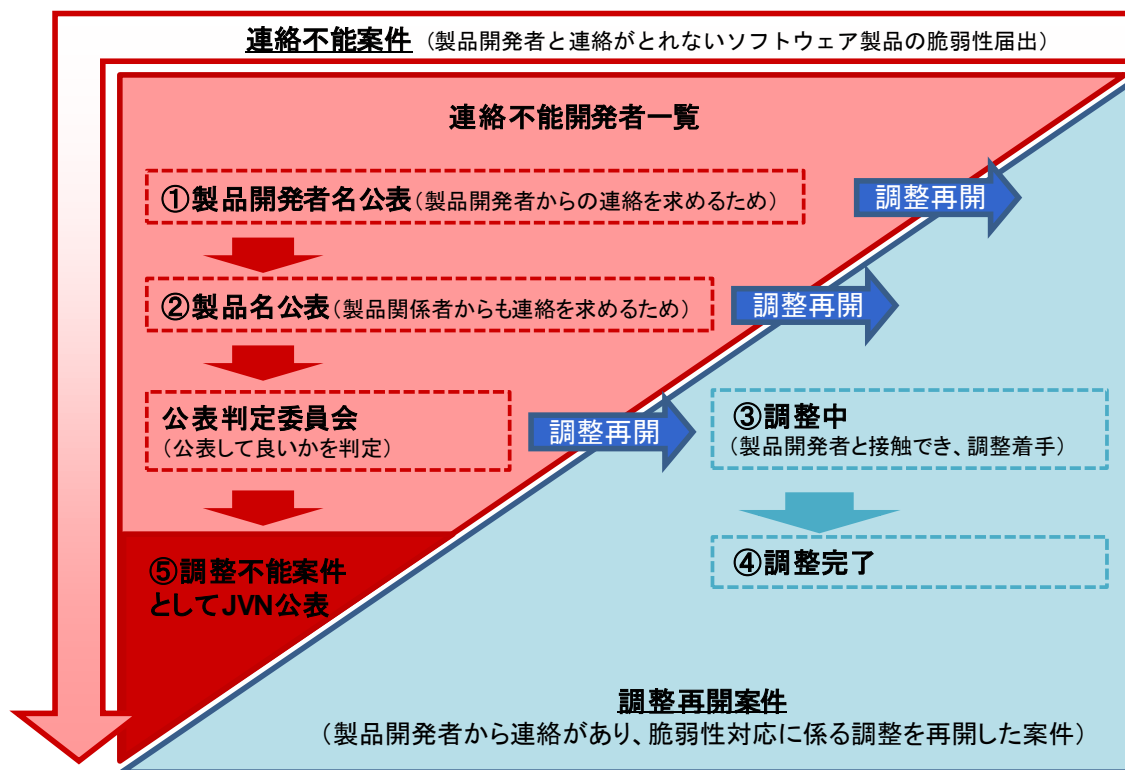 連絡不能案件（製品開発者と連絡がとれないソフトウェア製品の脆弱性届出）
連絡不能開発者一覧
①製品開発者名公表（製品開発者からの連絡を求めるため）
調整再開
②製品名公表（製品関係者からも連絡を求めるため）
調整再開
公表判定委員会
（公表して良いかを判定）
調整再開
③調整中
（製品開発者と接触でき、調整着手）
④調整完了
⑤調整不能案件
としてJVN公表
調整再開案件
（製品開発者から連絡があり、脆弱性対応に係る調整を再開した案件）